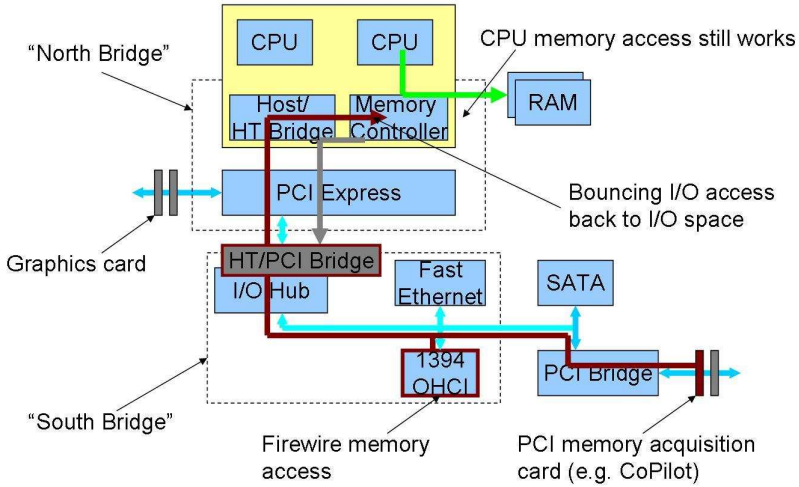 CPU
CPU
CPU memory access still works
“North Bridge”
RAM
Host/
HT Bridge
Memory
Controller
PCI Express
Bouncing I/O access
back to I/O space
Graphics card
HT/PCI Bridge
I/O Hub
Fast
Ethernet
SATA
1394
OHCI
PCI Bridge
“South Bridge”
Firewire memory
access
PCI memory acquisition
card (e.g. CoPilot)